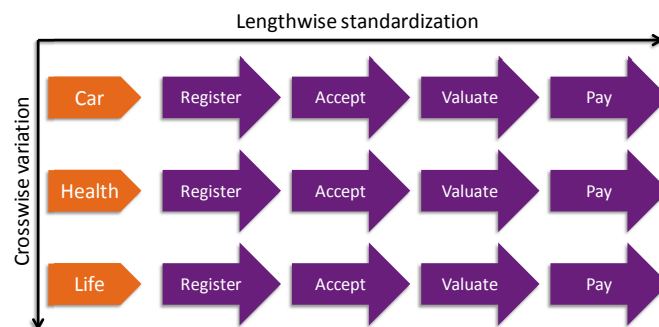 Lengthwise standardization
Crosswise variation
Car
Register
Accept
Valuate
Pay
Health
Register
Accept
Valuate
Pay
Life
Register
Accept
Valuate
Pay